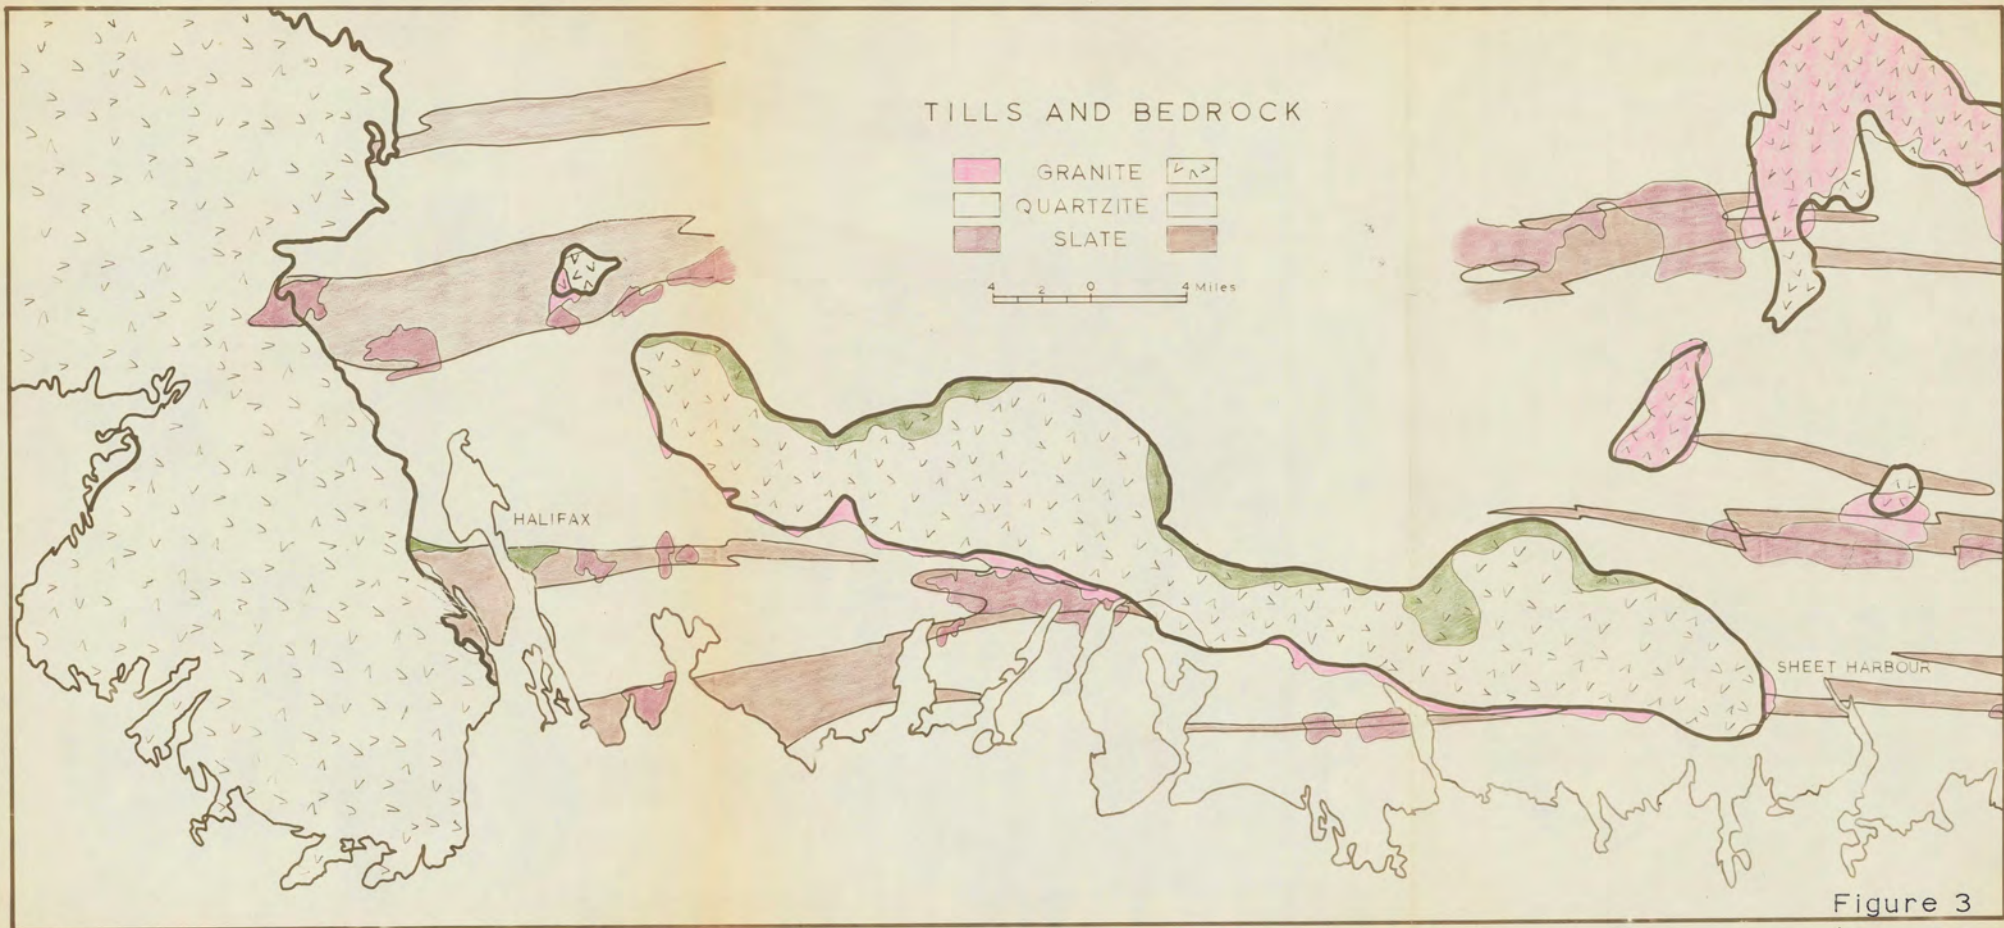 TILLS AND BEDROCK
GRANITE
QUARTZITE
SLATE
4 2 0 4 Miles
HALIFAX
SHEET HARBOUR
Figure 3